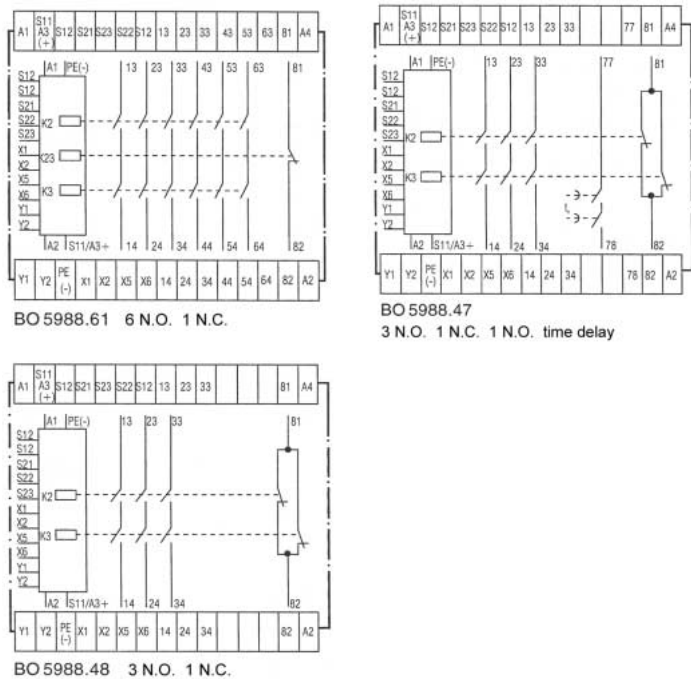 A1 S11 A3 (+) S12 S21 S23 S22 S12 13 23 33 43 53 63 81 A4
A1 PE(-) 13 23 33 43 53 63 81
S12
S12
S21
S22
S23
X1
X2
X5
X6
Y1
Y2
K2
K23
K3
A2 S11/A3+ 14 24 34 44 54 64 82
Y1 Y2 PE (-) X1 X2 X5 X6 14 24 34 44 54 64 82 A2
BO 5988.61 6 N.O. 1 N.C.
A1 S11 A3 (+) S12 S21 S23 S22 S12 13 23 33 77 81 A4
A1 PE(-) 13 23 33 77 81
S12
S12
S21
S22
S23
X1
X2
X5
X6
Y1
Y2
K2
K3
A2 S11/A3+ 14 24 34 78 82
Y1 Y2 PE (-) X1 X2 X5 X6 14 24 34 78 82 A2
BO 5988.47
3 N.O. 1 N.C. 1 N.O. time delay
A1 S11 A3 (+) S12 S21 S23 S22 S12 13 23 33 81 A4
A1 PE(-) 13 23 33 81
S12
S12
S21
S22
S23
X1
X2
X5
X6
Y1
Y2
K2
K3
A2 S11/A3+ 14 24 34 82
Y1 Y2 PE (-) X1 X2 X5 X6 14 24 34 82 A2
BO 5988.48 3 N.O. 1 N.C.